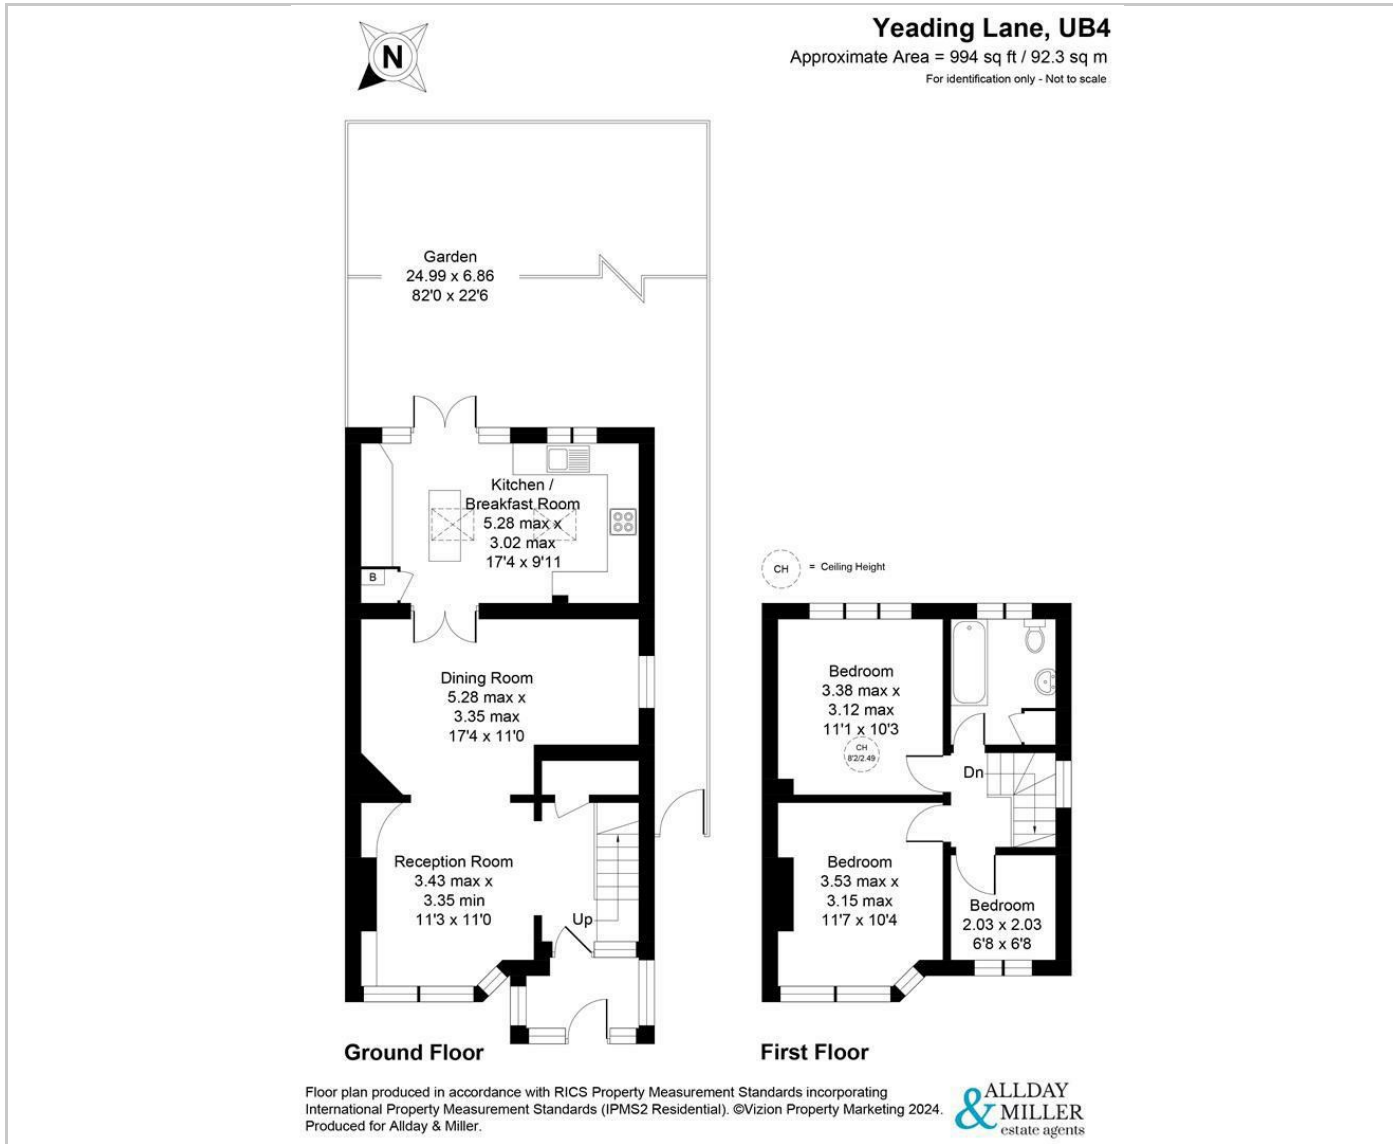 N
Yeading Lane, UB4
Approximate Area = 994 sq ft / 92.3 sq m
For identification only - Not to scale
Garden
24.99 x 6.86
82'0 x 22'6
Kitchen /
Breakfast Room
5.28 max x
3.02 max
17'4 x 9'11
B
Dining Room
5.28 max x
3.35 max
17'4 x 11'0
Reception Room
3.43 max x
3.35 min
11'3 x 11'0
Up
Ground Floor
CH = Ceiling Height
Bedroom
3.38 max x
3.12 max
11'1 x 10'3
CH
8'2/2.49
Dn
Bedroom
3.53 max x
3.15 max
11'7 x 10'4
Bedroom
2.03 x 2.03
6'8 x 6'8
First Floor
Floor plan produced in accordance with RICS Property Measurement Standards incorporating
International Property Measurement Standards (IPMS2 Residential). ©Vizion Property Marketing 2024.
Produced for Allday & Miller.
ALLDAY
& MILLER
estate agents